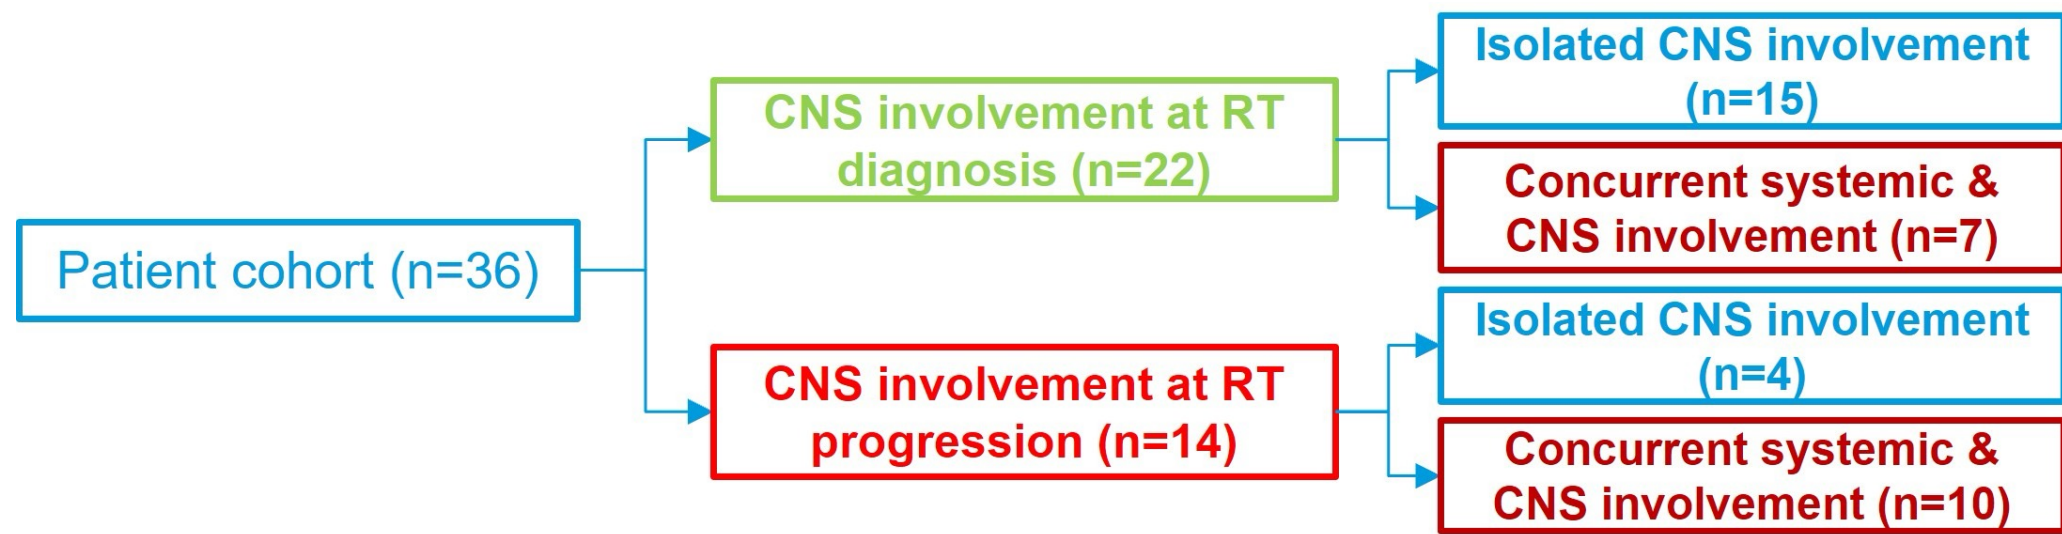 Patient cohort (n=36)
CNS involvement at RT
diagnosis (n=22)
Isolated CNS involvement
(n=15)
Concurrent systemic &
CNS involvement (n=7)
CNS involvement at RT
progression (n=14)
Isolated CNS involvement
(n=4)
Concurrent systemic &
CNS involvement (n=10)